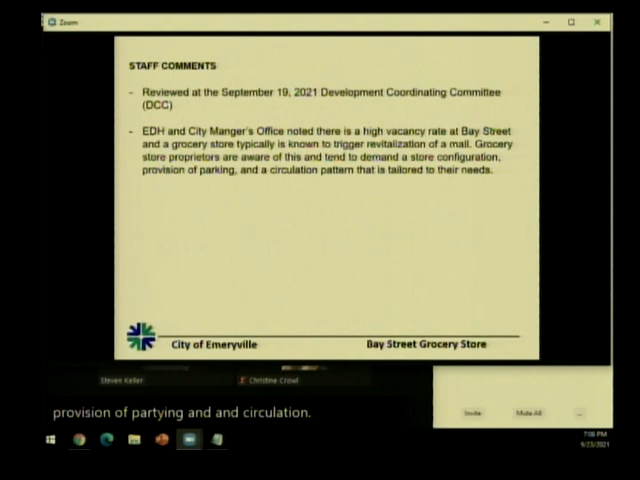 Zoom
STAFF COMMENTS
- Reviewed at the September 19, 2021 Development Coordinating Committee
(DCC)
- EDH and City Manger's Office noted there is a high vacancy rate at Bay Street
and a grocery store typically is known to trigger revitalization of a mall. Grocery
store proprietors are aware of this and tend to demand a store configuration,
provision of parking, and a circulation pattern that is tailored to their needs.
City of Emeryville
Bay Street Grocery Store
Steven Keller
Christine Crowl
provision of partying and and circulation.
Invite
Mute All
...
7:06 PM
9/23/2021